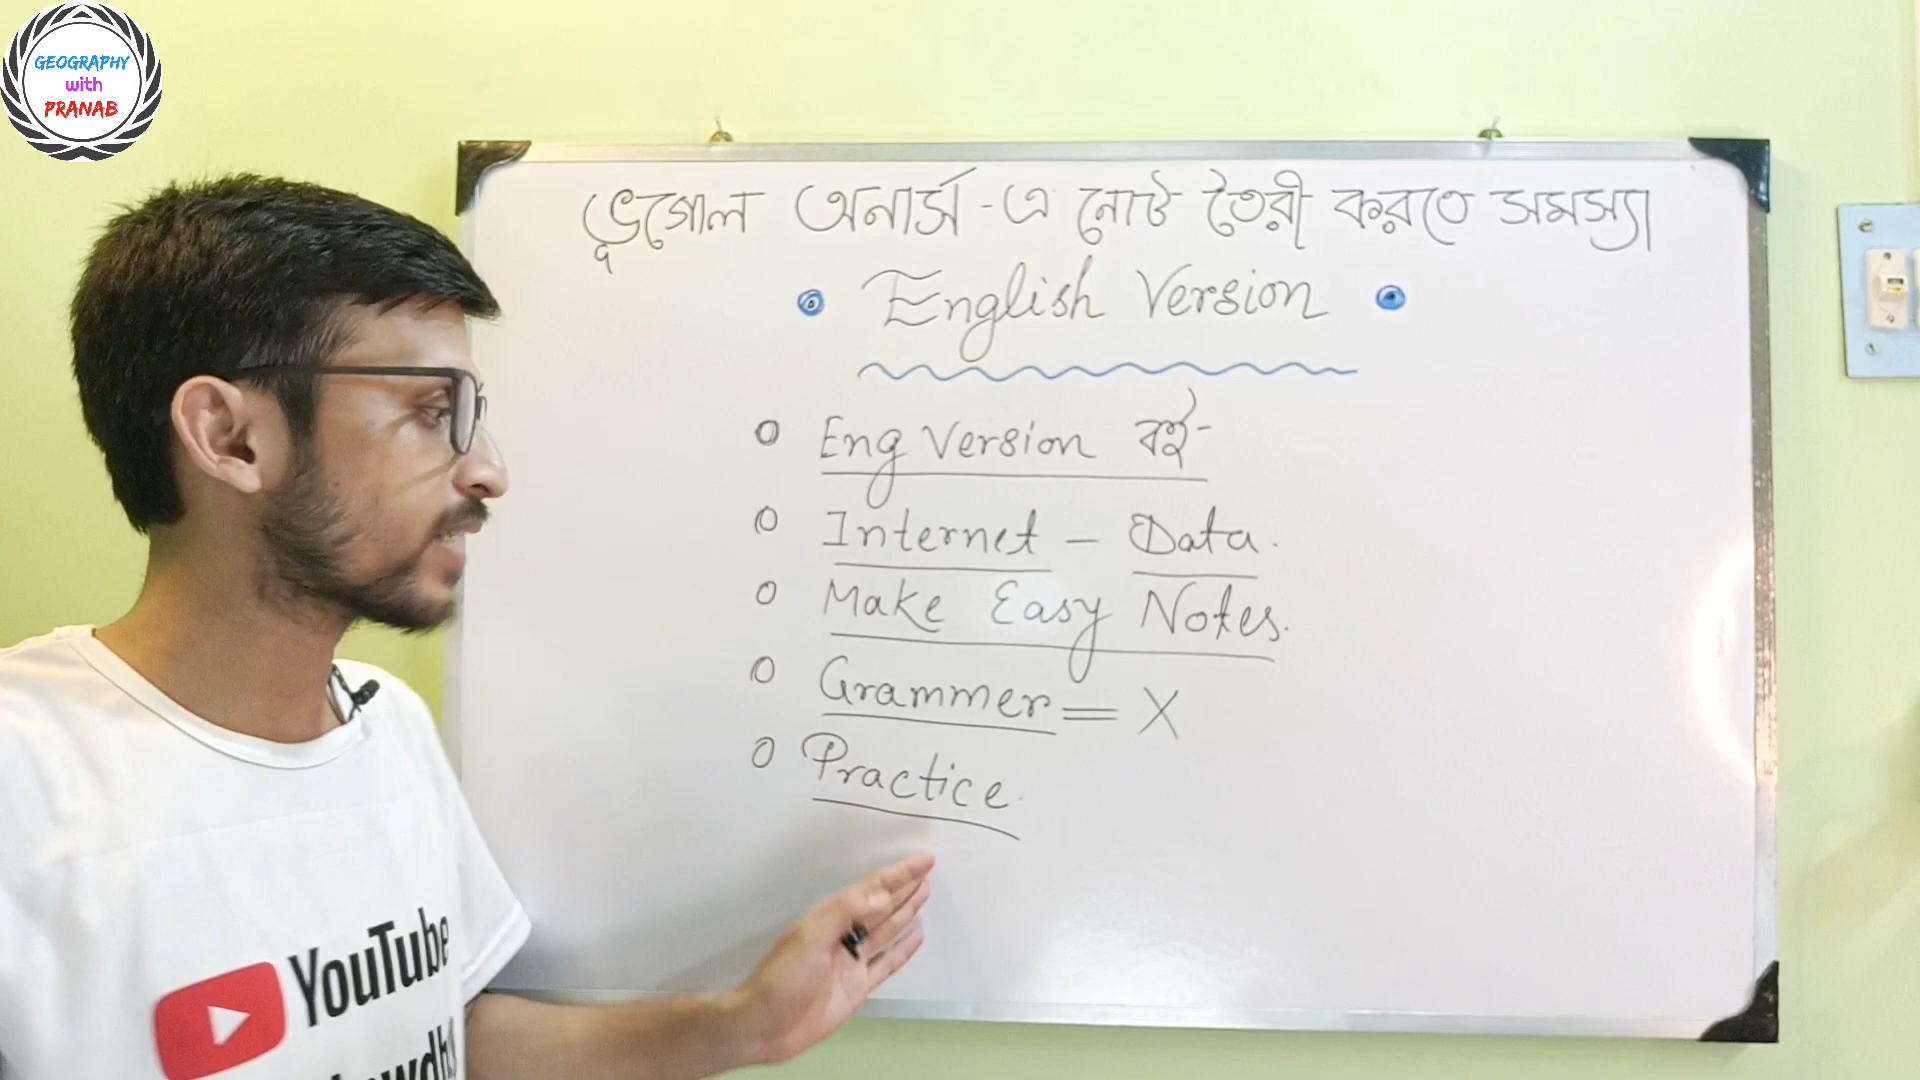 GEOGRAPHY
with
PRANAB
ভূগোল অনার্স - এ নোট তৈরী করতে সমস্যা
English Version
Eng Version বই -
Internet - Data.
Make Easy Notes.
Grammer = X
Practice.
YouTube